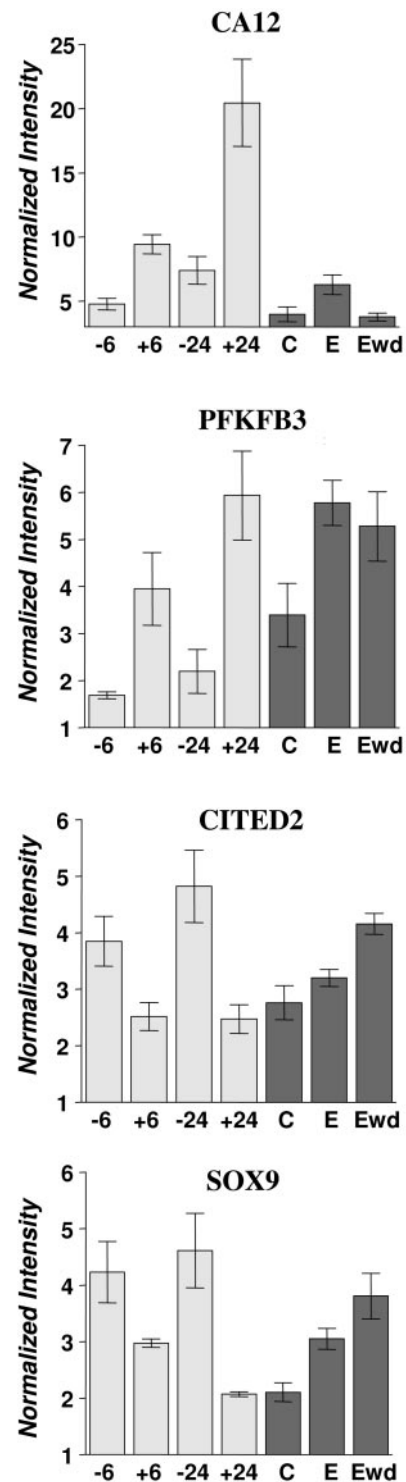 CA12
Normalized Intensity
25
20
15
10
5
-6 +6 -24 +24 C E Ewd
PFKFB3
Normalized Intensity
7
6
5
4
3
2
1
-6 +6 -24 +24 C E Ewd
CITED2
Normalized Intensity
6
5
4
3
2
1
-6 +6 -24 +24 C E Ewd
SOX9
Normalized Intensity
6
5
4
3
2
1
-6 +6 -24 +24 C E Ewd